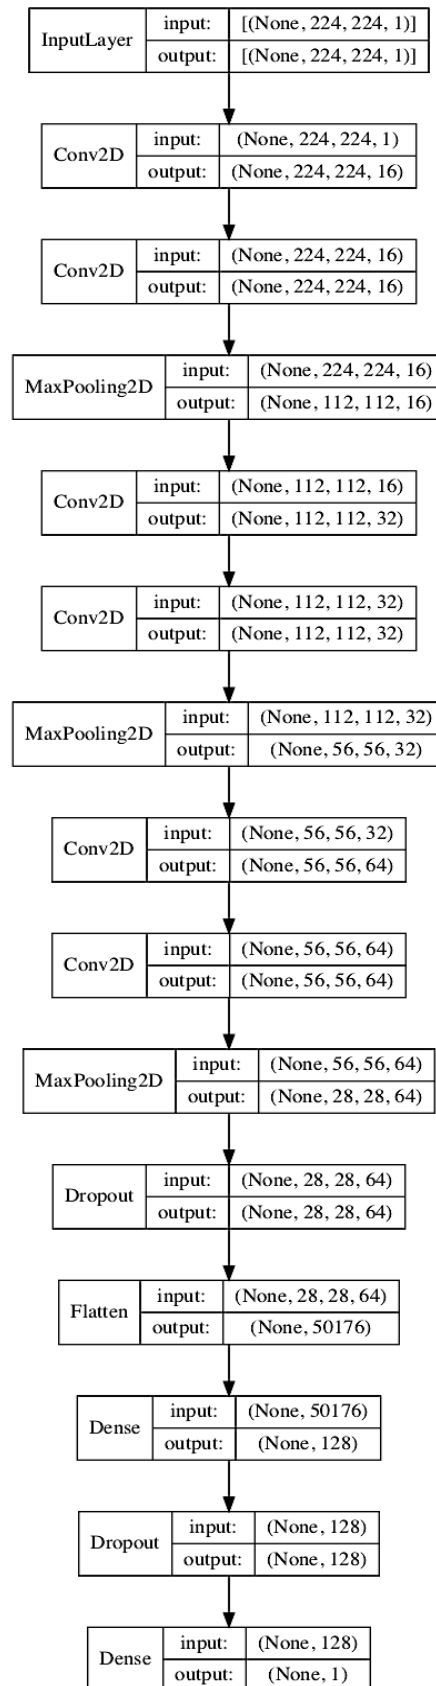 InputLayer input: [(None, 224, 224, 1)]
output: [(None, 224, 224, 1)]
Conv2D input: (None, 224, 224, 1)
output: (None, 224, 224, 16)
Conv2D input: (None, 224, 224, 16)
output: (None, 224, 224, 16)
MaxPooling2D input: (None, 224, 224, 16)
output: (None, 112, 112, 16)
Conv2D input: (None, 112, 112, 16)
output: (None, 112, 112, 32)
Conv2D input: (None, 112, 112, 32)
output: (None, 112, 112, 32)
MaxPooling2D input: (None, 112, 112, 32)
output: (None, 56, 56, 32)
Conv2D input: (None, 56, 56, 32)
output: (None, 56, 56, 64)
Conv2D input: (None, 56, 56, 64)
output: (None, 56, 56, 64)
MaxPooling2D input: (None, 56, 56, 64)
output: (None, 28, 28, 64)
Dropout input: (None, 28, 28, 64)
output: (None, 28, 28, 64)
Flatten input: (None, 28, 28, 64)
output: (None, 50176)
Dense input: (None, 50176)
output: (None, 128)
Dropout input: (None, 128)
output: (None, 128)
Dense input: (None, 128)
output: (None, 1)